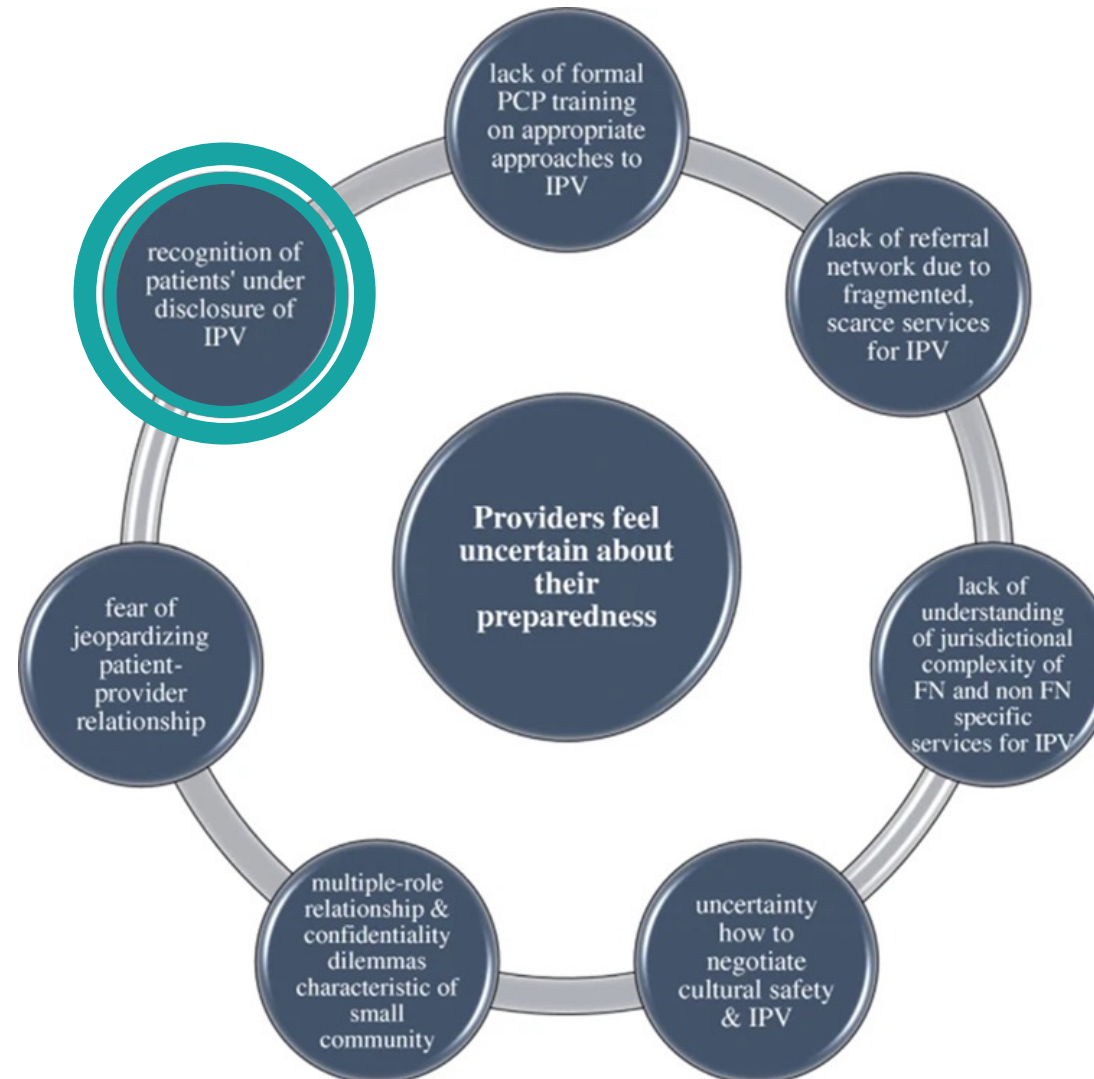 lack of formal
PCP training
on appropriate
approaches to
IPV
recognition of
patients' under
disclosure of
IPV
lack of referral
network due to
fragmented,
scarce services
for IPV
Providers feel
uncertain about
their
preparedness
fear of
jeopardizing
patient-
provider
relationship
lack of
understanding
of jurisdictional
complexity of
FN and non FN
specific
services for IPV
multiple-role
relationship &
confidentiality
dilemmas
characteristic of
small
community
uncertainty
how to
negotiate
cultural safety
& IPV